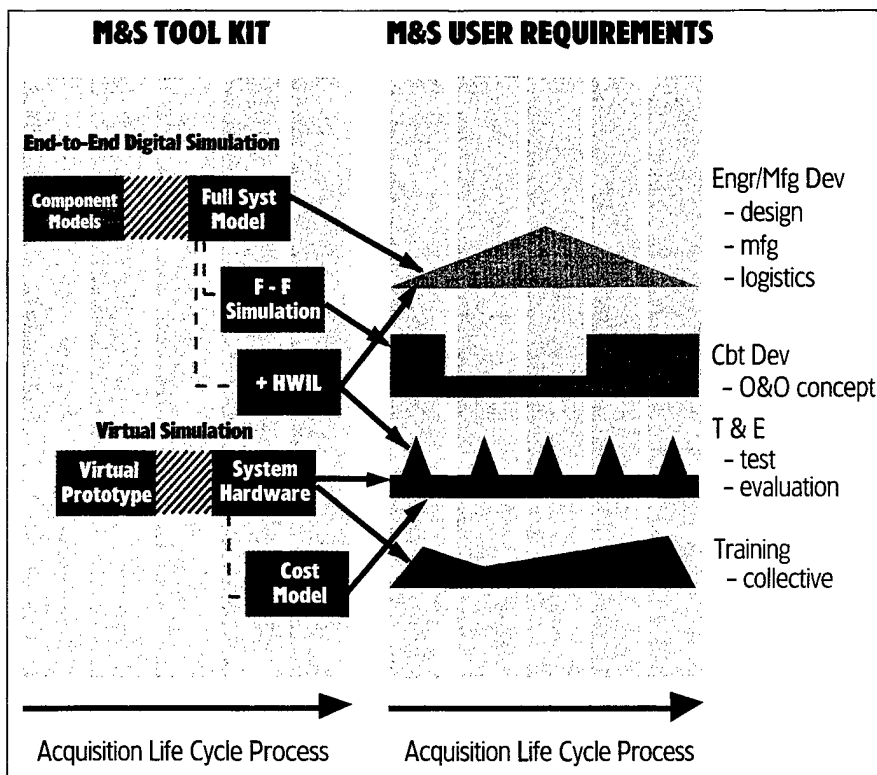 M&S TOOL KIT
M&S USER REQUIREMENTS
End-to-End Digital Simulation
Component
Models
Full Syst
Model
F - F
Simulation
+ HWIL
Virtual Simulation
Virtual
Prototype
System
Hardware
Cost
Model
Engr/Mfg Dev
– design
– mfg
– logistics
Cbt Dev
– O&O concept
T & E
– test
– evaluation
Training
– collective
Acquisition Life Cycle Process
Acquisition Life Cycle Process